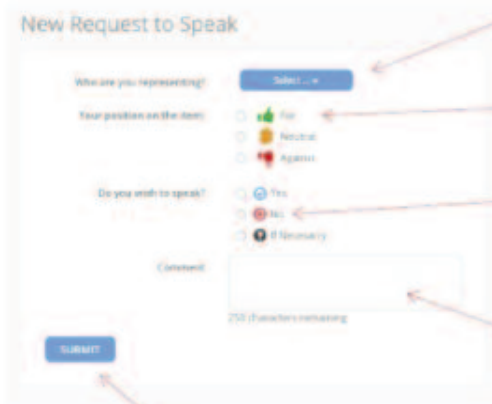 New Request to Speak
Who are you representing?
Select ...
Your position on the item:
For
Neutral
Against
Do you wish to speak?
Yes
No
If Necessary
Comment
250 characters remaining
SUBMIT